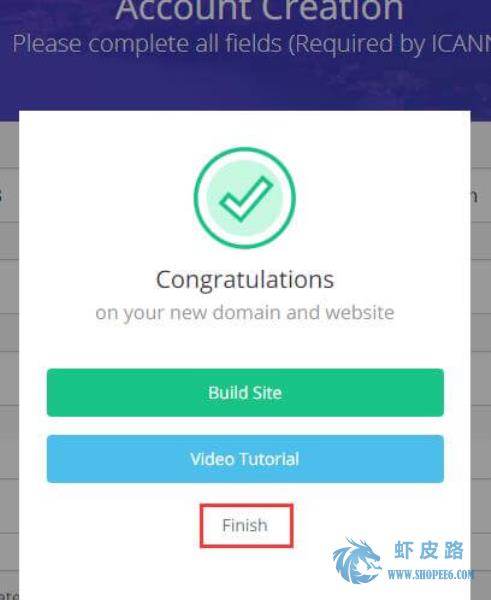 Account Creation
Please complete all fields (Required by ICANN
Congratulations
on your new domain and website
Build Site
Video Tutorial
Finish
虾皮路
WWW.SHOPEE6.COM